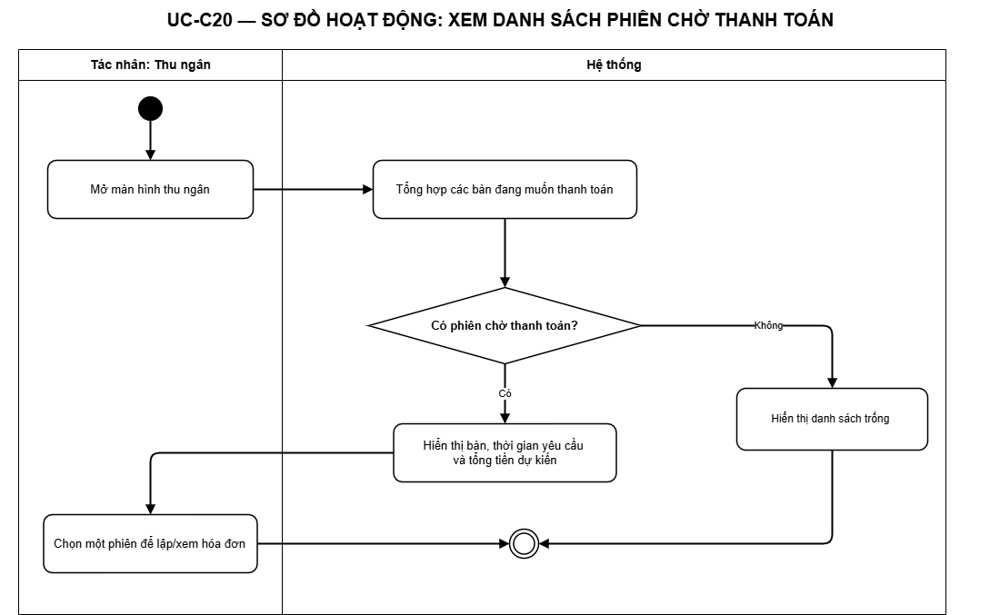 UC-C20 — SƠ ĐỒ HOẠT ĐỘNG: XEM DANH SÁCH PHIÊN CHỜ THANH TOÁN
Tác nhân: Thu ngân
Hệ thống
Mở màn hình thu ngân
Tổng hợp các bàn đang muốn thanh toán
Có phiên chờ thanh toán?
Không
Có
Hiển thị danh sách trống
Hiển thị bàn, thời gian yêu cầu
và tổng tiền dự kiến
Chọn một phiên để lập/xem hóa đơn